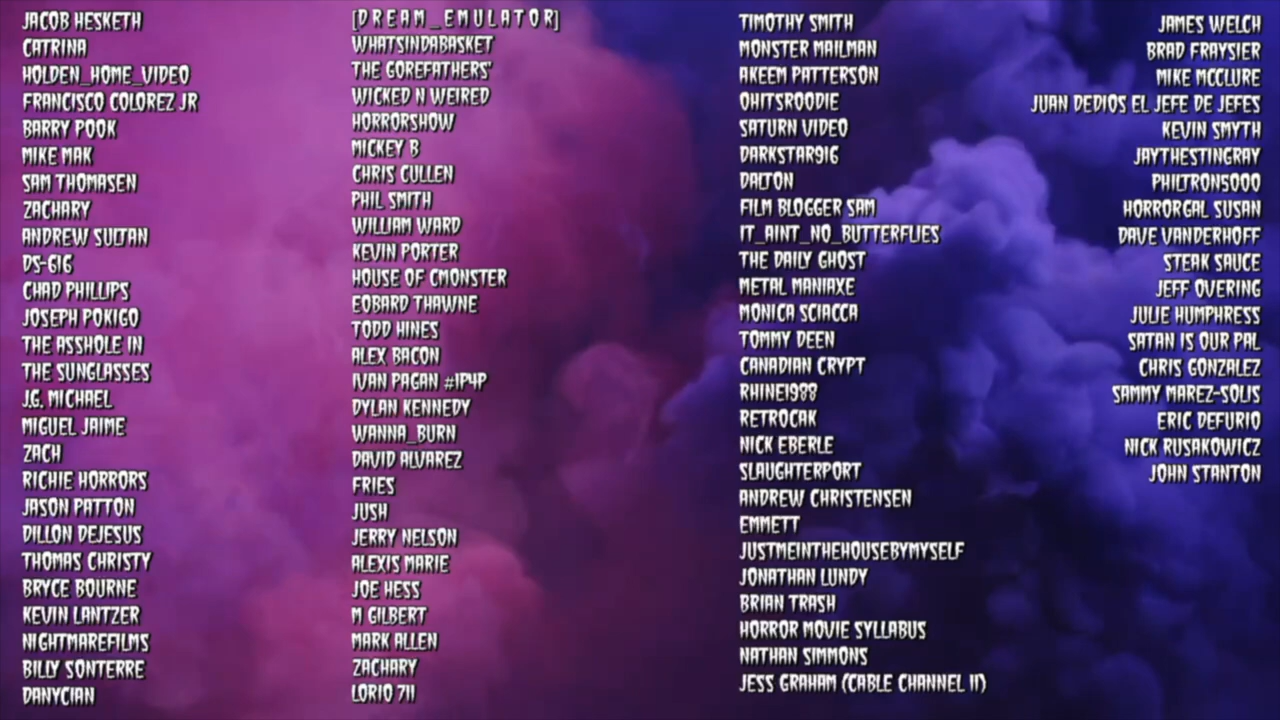 JACOB HESKETH
CATRINA
HOLDEN_HOME_VIDEO
FRANCISCO COLOREZ JR
BARRY POOK
MIKE MAK
SAM THOMASEN
ZACHARY
ANDREW SULTAN
DS-616
CHAD PHILLIPS
JOSEPH POKIGO
THE ASSHOLE IN
THE SUNGLASSES
J.G. MICHAEL
MIGUEL JAIME
ZACH
RICHIE HORRORS
JASON PATTON
DILLON DEJESUS
THOMAS CHRISTY
BRYCE BOURNE
KEVIN LANTZER
NIGHTMAREFILMS
BILLY SONTERRE
DANYCIAN
[DREAM_EMULATOR]
WHATSINDABASKET
THE GOREFATHERS'
WICKED N WEIRED
HORRORSHOW
MICKEY B
CHRIS CULLEN
PHIL SMITH
WILLIAM WARD
KEVIN PORTER
HOUSE OF CMONSTER
EOBARD THAWNE
TODD HINES
ALEX BACON
IVAN PAGAN #IP4P
DYLAN KENNEDY
WANNA_BURN
DAVID ALVAREZ
FRIES
JUSH
JERRY NELSON
ALEXIS MARIE
JOE HESS
M GILBERT
MARK ALLEN
ZACHARY
LORIO 711
TIMOTHY SMITH
MONSTER MAILMAN
AKEEM PATTERSON
OHITSROODIE
SATURN VIDEO
DARKSTAR916
DALTON
FILM BLOGGER SAM
IT_AINT_NO_BUTTERFLIES
THE DAILY GHOST
METAL MANIAXE
MONICA SCIACCA
TOMMY DEEN
CANADIAN CRYPT
RHINE1988
RETROCAK
NICK EBERLE
SLAUGHTERPORT
ANDREW CHRISTENSEN
EMMETT
JUSTMEINTHEHOUSEBYMYSELF
JONATHAN LUNDY
BRIAN TRASH
HORROR MOVIE SYLLABUS
NATHAN SIMMONS
JESS GRAHAM (CABLE CHANNEL 11)
JAMES WELCH
BRAD FRAYSIER
MIKE MCCLURE
JUAN DEDIOS EL JEFE DE JEFES
KEVIN SMYTH
JAYTHESTINGRAY
PHILTRON5000
HORRORGAL SUSAN
DAVE VANDERHOFF
STEAK SAUCE
JEFF OVERING
JULIE HUMPHRESS
SATAN IS OUR PAL
CHRIS GONZALEZ
SAMMY MAREZ-SOLIS
ERIC DEFURIO
NICK RUSAKOWICZ
JOHN STANTON